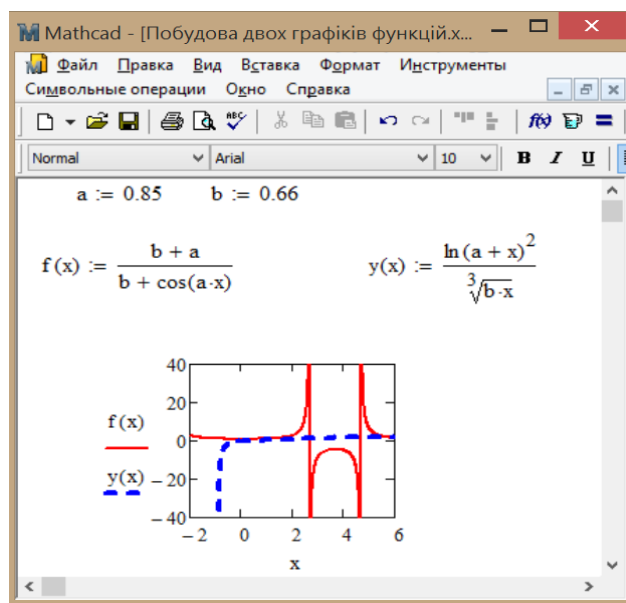 Mathcad - [Побудова двох графіків функцій.x...
Файл Правка Вид Вставка Формат Инструменты
Символьные операции Окно Справка
ABC f(x) =
Normal Arial 10 B I U
a := 0.85 b := 0.66
f(x) := (b + a)/(b + cos(a·x)) y(x) := ln(a + x)²/∛(b·x)
40
20
0
−20
−40
f(x)
y(x)
−2 0 2 4 6
x